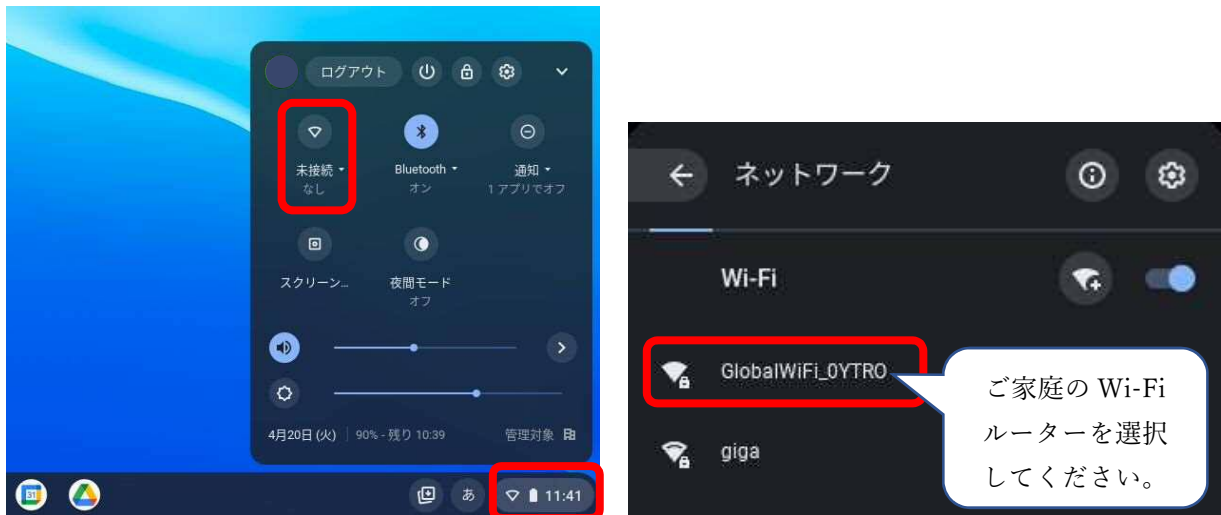 ログアウト
未接続
なし
Bluetooth
オン
通知
1 アプリでオフ
スクリーン...
夜間モード
オフ
4月20日 (火) 90% - 残り 10:39 管理対象
31
あ 11:41
ネットワーク
Wi-Fi
GlobalWiFi_0YTRO
giga
ご家庭の Wi-Fi
ルーターを選択
してください。